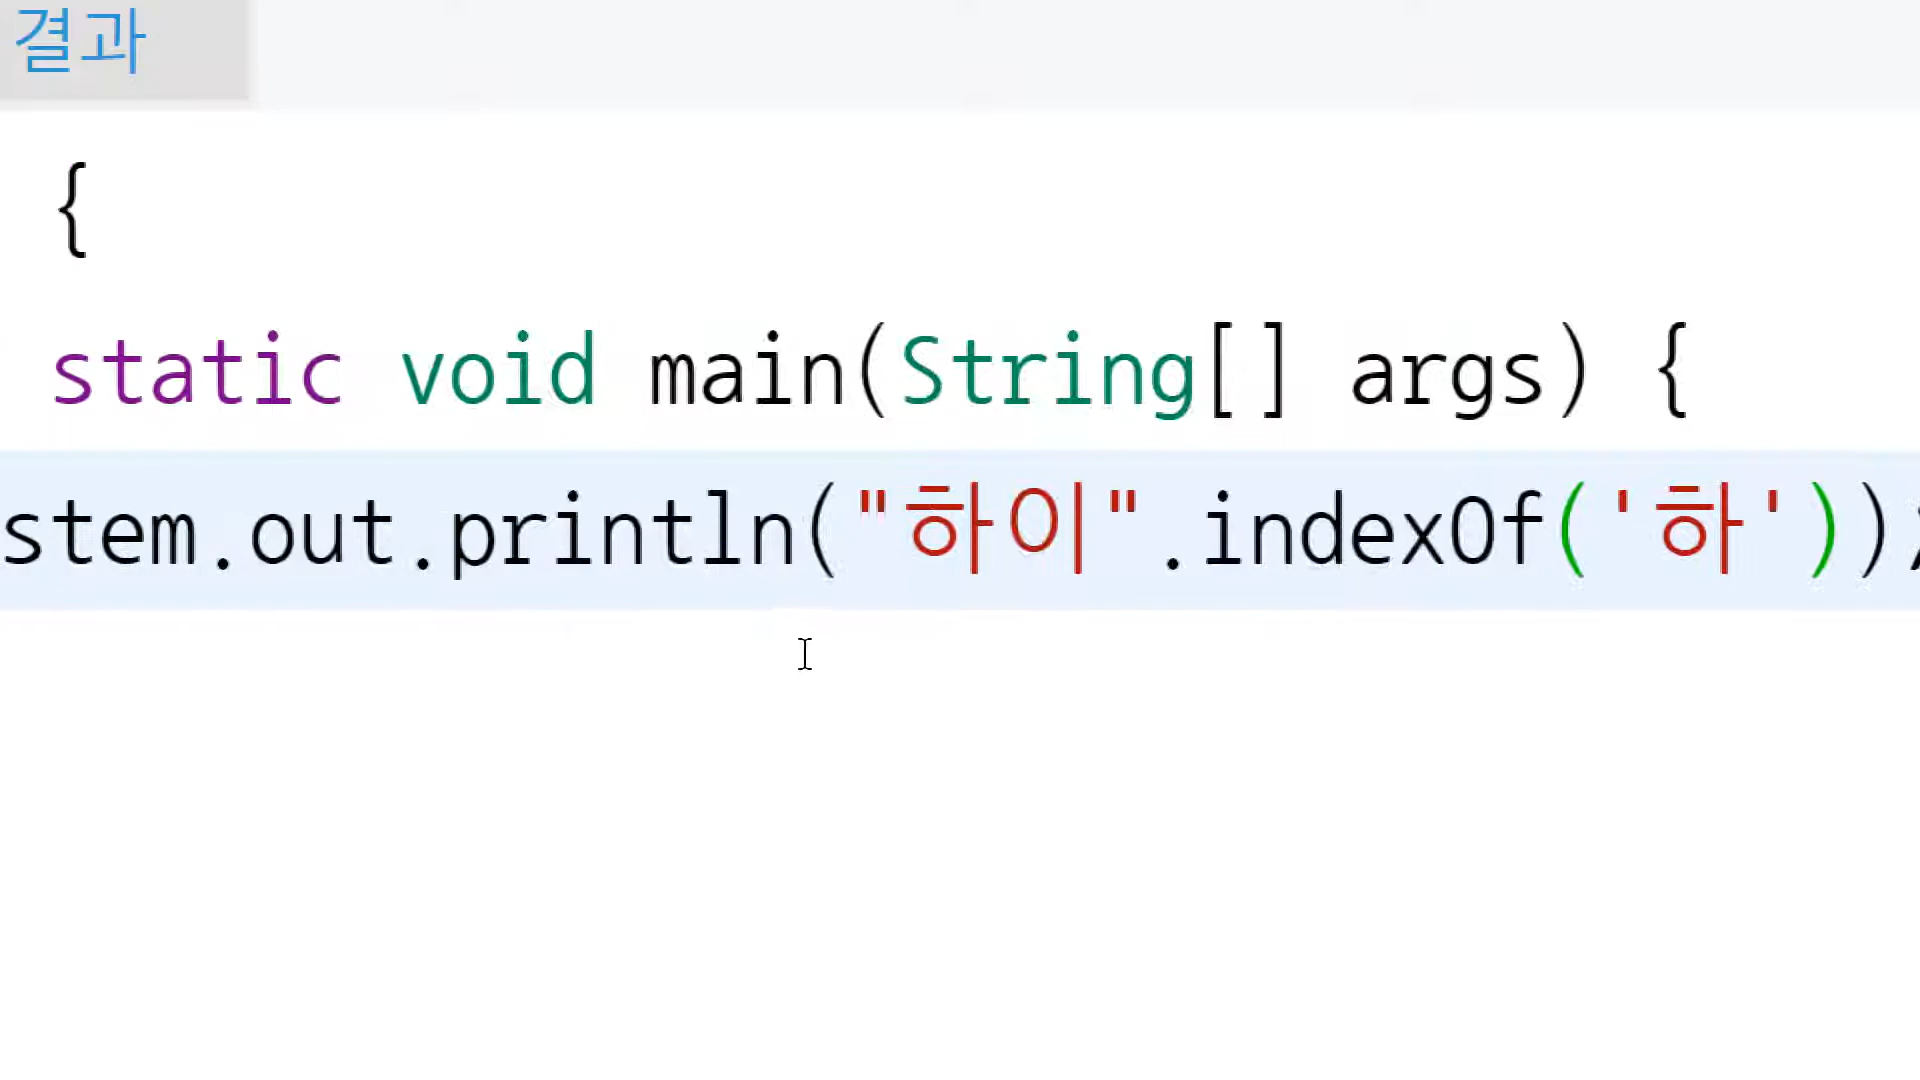 결과
{
static void main(String[] args) {
stem.out.println("하이".indexOf('하'));